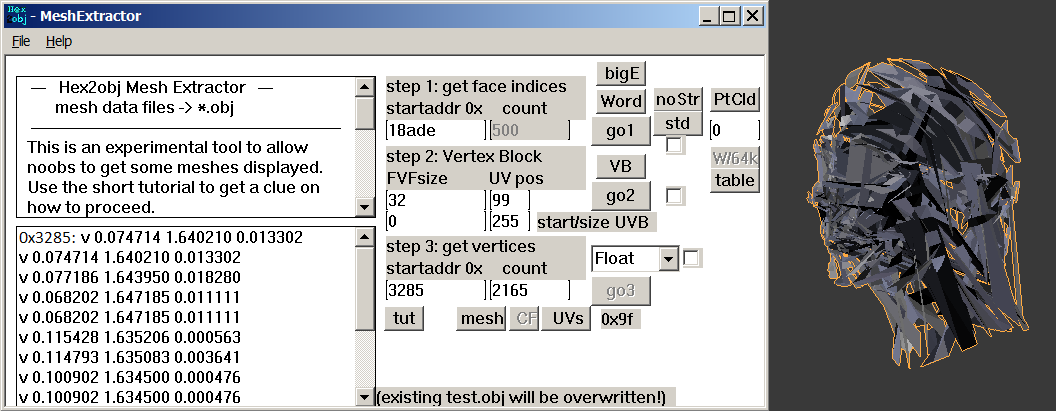 Hex
obj
- MeshExtractor
File Help
— Hex2obj Mesh Extractor —
mesh data files -> *.obj
This is an experimental tool to allow
noobs to get some meshes displayed.
Use the short tutorial to get a clue on
how to proceed.
0x3285: v 0.074714 1.640210 0.013302
v 0.074714 1.640210 0.013302
v 0.077186 1.643950 0.018280
v 0.068202 1.647185 0.011111
v 0.068202 1.647185 0.011111
v 0.115428 1.635206 0.000563
v 0.114793 1.635083 0.003641
v 0.100902 1.634500 0.000476
v 0.100902 1.634500 0.000476
step 1: get face indices
startaddr 0x count
18ade 500
bigE
Word
go1
noStr
std
PtCld
0
W/64k
table
step 2: Vertex Block
FVFsize UV pos
32 99
0 255 start/size UVB
VB
go2
step 3: get vertices
startaddr 0x count
3285 2165
Float
go3
tut mesh CF UVs 0x9f
(existing test.obj will be overwritten!)